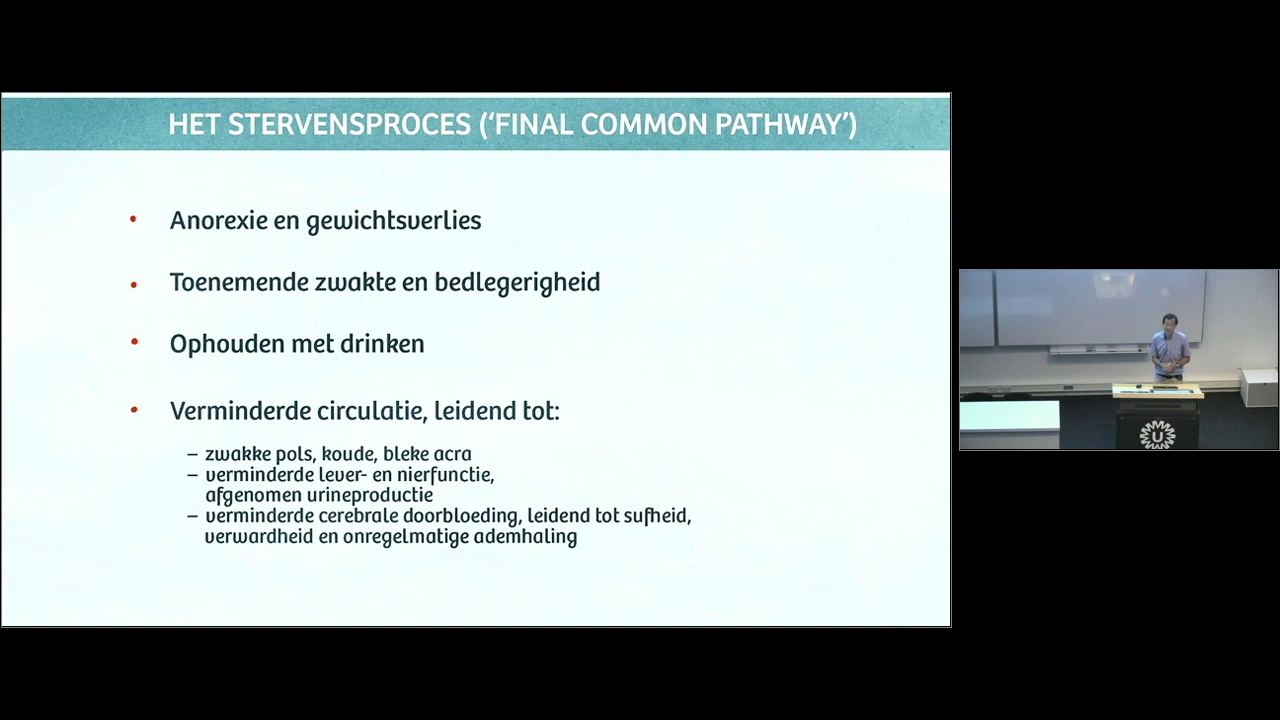 HET STERVENSPROCES (‘FINAL COMMON PATHWAY’)
• Anorexie en gewichtsverlies
• Toenemende zwakte en bedlegerigheid
• Ophouden met drinken
• Verminderde circulatie, leidend tot:
– zwakke pols, koude, bleke acra
– verminderde lever- en nierfunctie,
afgenomen urineproductie
– verminderde cerebrale doorbloeding, leidend tot sufheid,
verwardheid en onregelmatige ademhaling
U